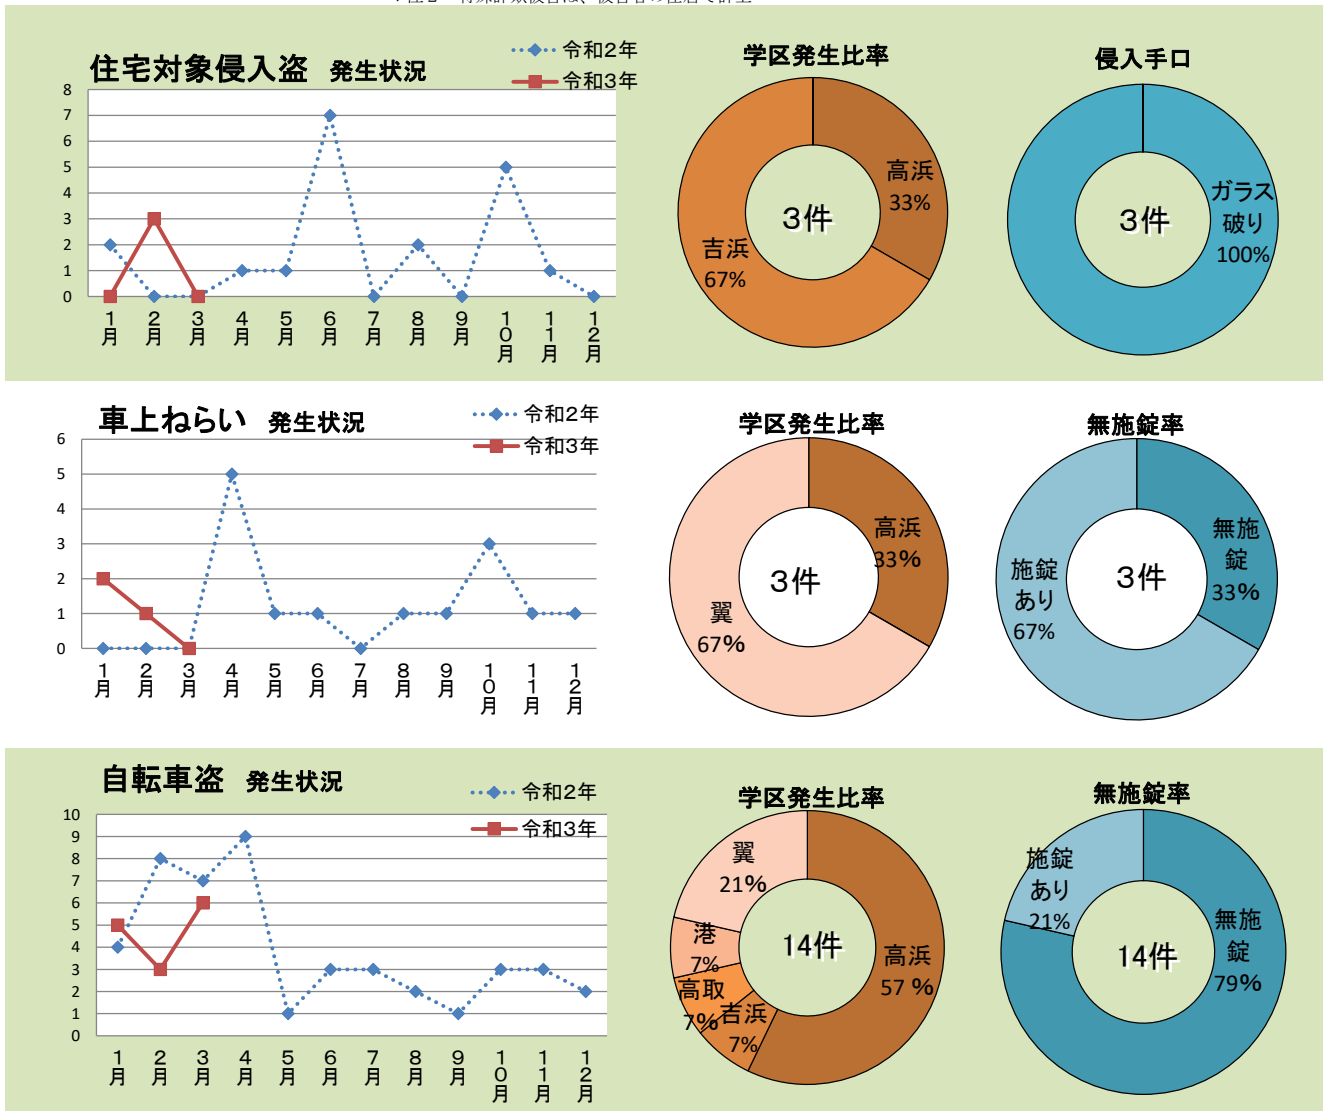 住宅対象侵入盗 発生状況
令和2年
令和3年
8
7
6
5
4
3
2
1
0
1月
2月
3月
4月
5月
6月
7月
8月
9月
10月
11月
12月
学区発生比率
高浜
33%
吉浜
67%
3件
侵入手口
ガラス
破り
100%
3件
車上ねらい 発生状況
令和2年
令和3年
6
5
4
3
2
1
0
1月
2月
3月
4月
5月
6月
7月
8月
9月
10月
11月
12月
学区発生比率
高浜
33%
翼
67%
3件
無施錠率
無施
錠
33%
施錠
あり
67%
3件
自転車盗 発生状況
令和2年
令和3年
10
9
8
7
6
5
4
3
2
1
0
1月
2月
3月
4月
5月
6月
7月
8月
9月
10月
11月
12月
学区発生比率
翼
21%
港
7%
高取
7%
吉浜
7%
高浜
57 %
14件
無施錠率
施錠
あり
21%
無施
錠
79%
14件